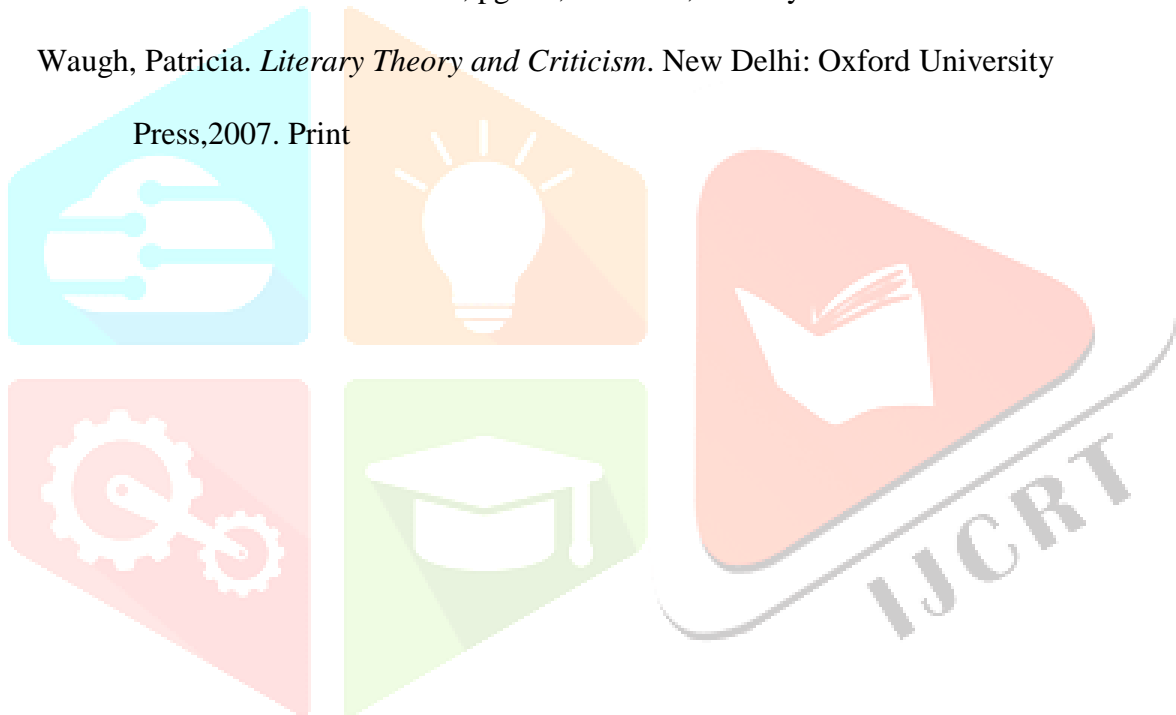 Waugh, Patricia. Literary Theory and Criticism. New Delhi: Oxford University
Press,2007. Print
IJCRT